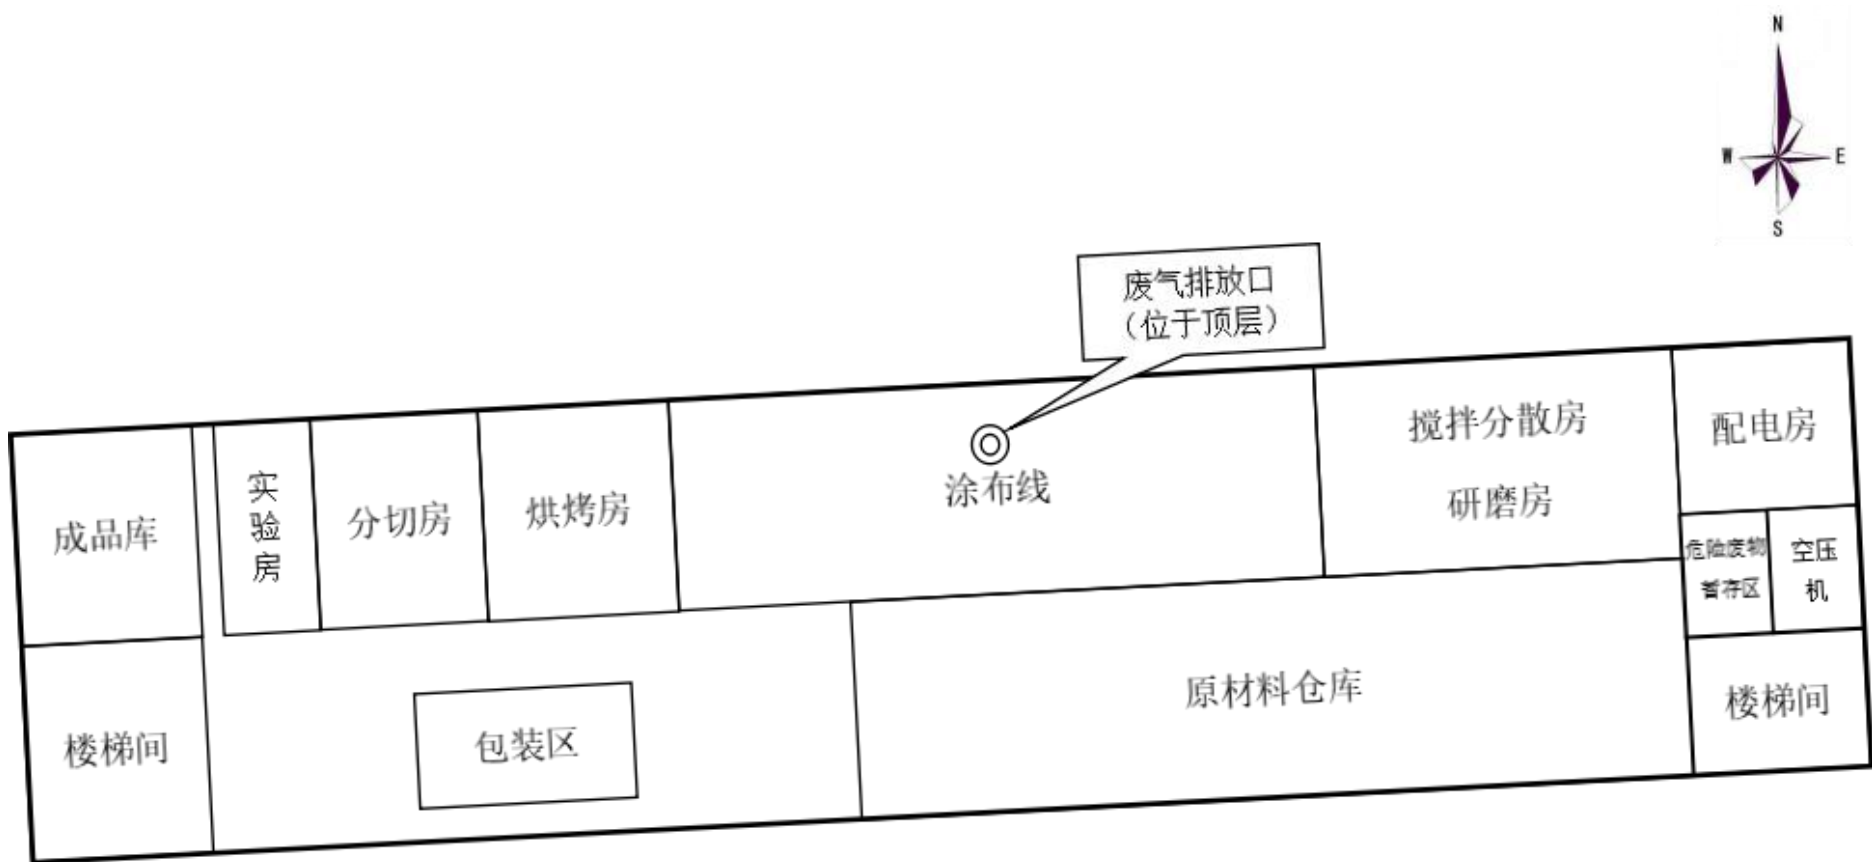 N
W
E
S
废气排放口
（位于顶层）
成品库
实
验
房
分切房
烘烤房
涂布线
搅拌分散房
研磨房
配电房
危险废物
暂存区
空压
机
楼梯间
包装区
原材料仓库
楼梯间